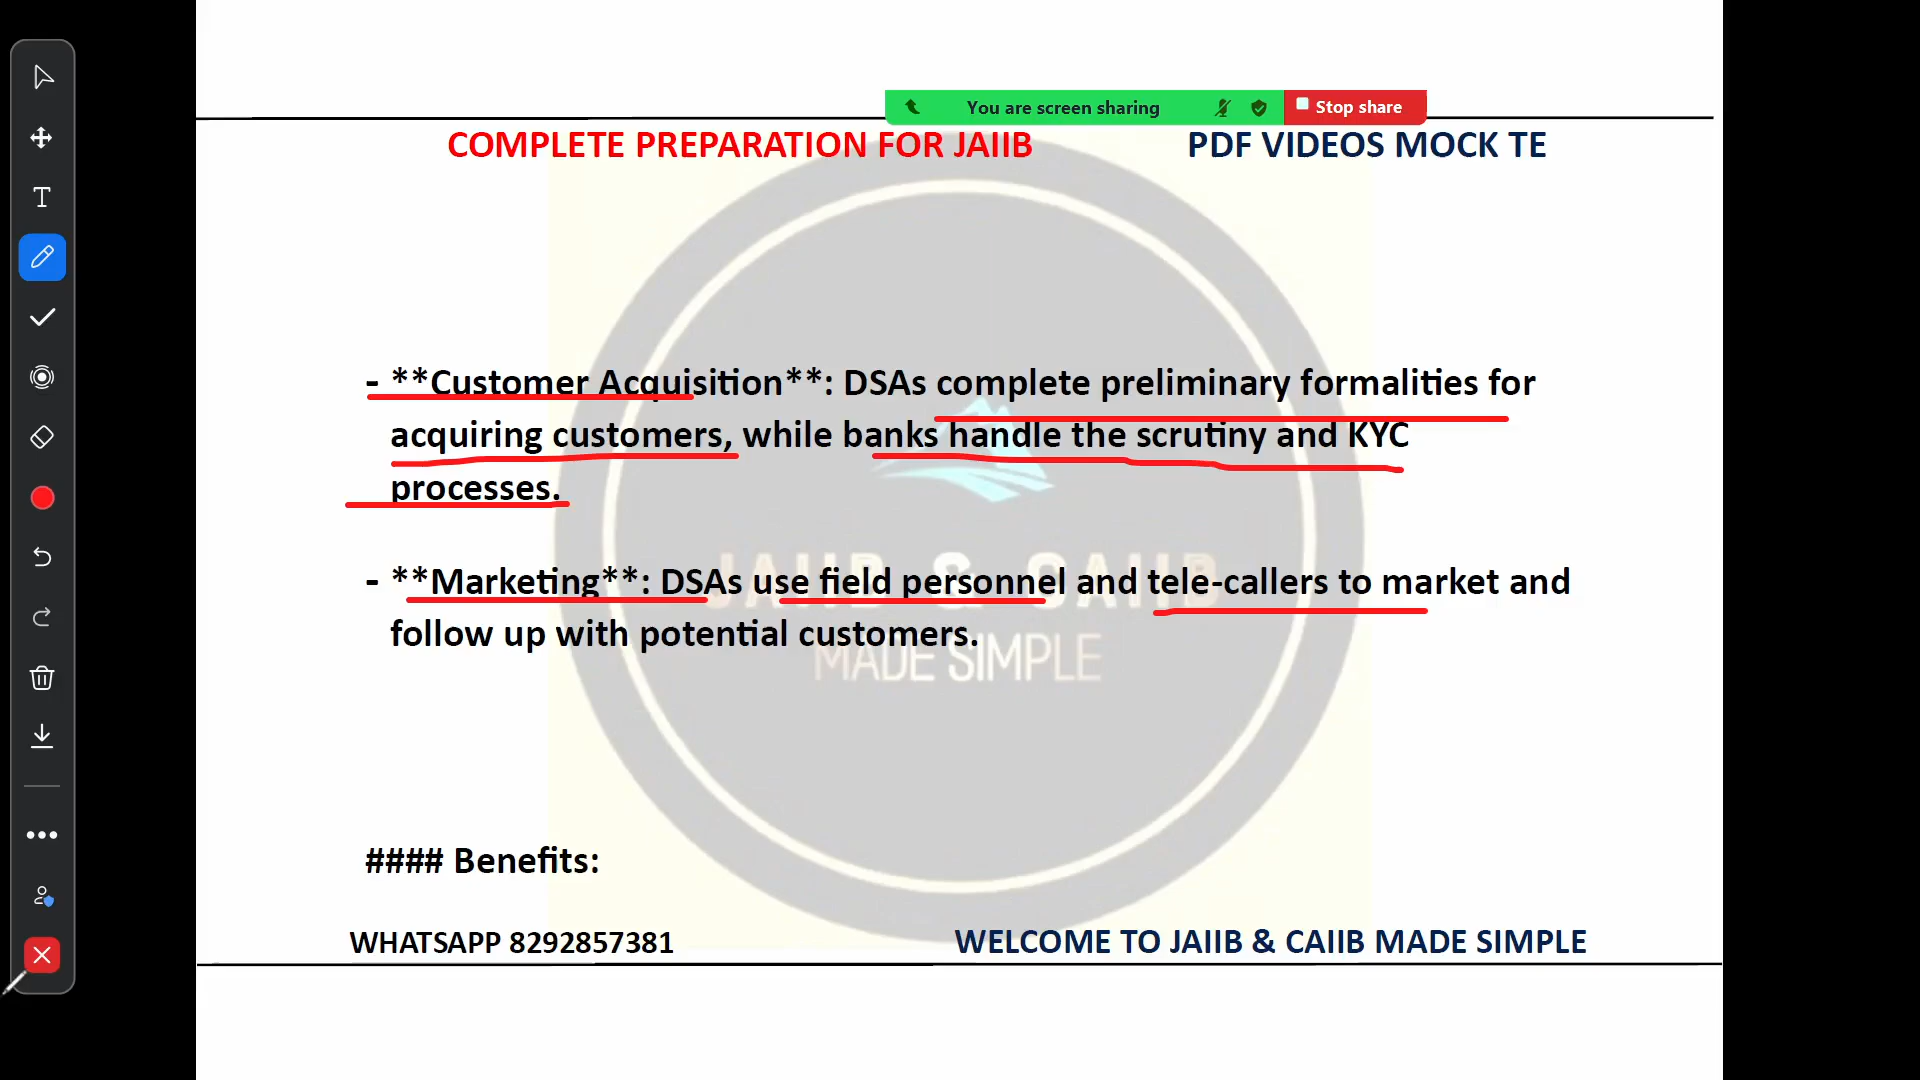 You are screen sharing Stop share
COMPLETE PREPARATION FOR JAIIB PDF VIDEOS MOCK TE
- **Customer Acquisition**: DSAs complete preliminary formalities for
acquiring customers, while banks handle the scrutiny and KYC
processes.
JAIIB & CAIIB
- **Marketing**: DSAs use field personnel and tele-callers to market and
follow up with potential customers.
MADE SIMPLE
#### Benefits:
WHATSAPP 8292857381 WELCOME TO JAIIB & CAIIB MADE SIMPLE